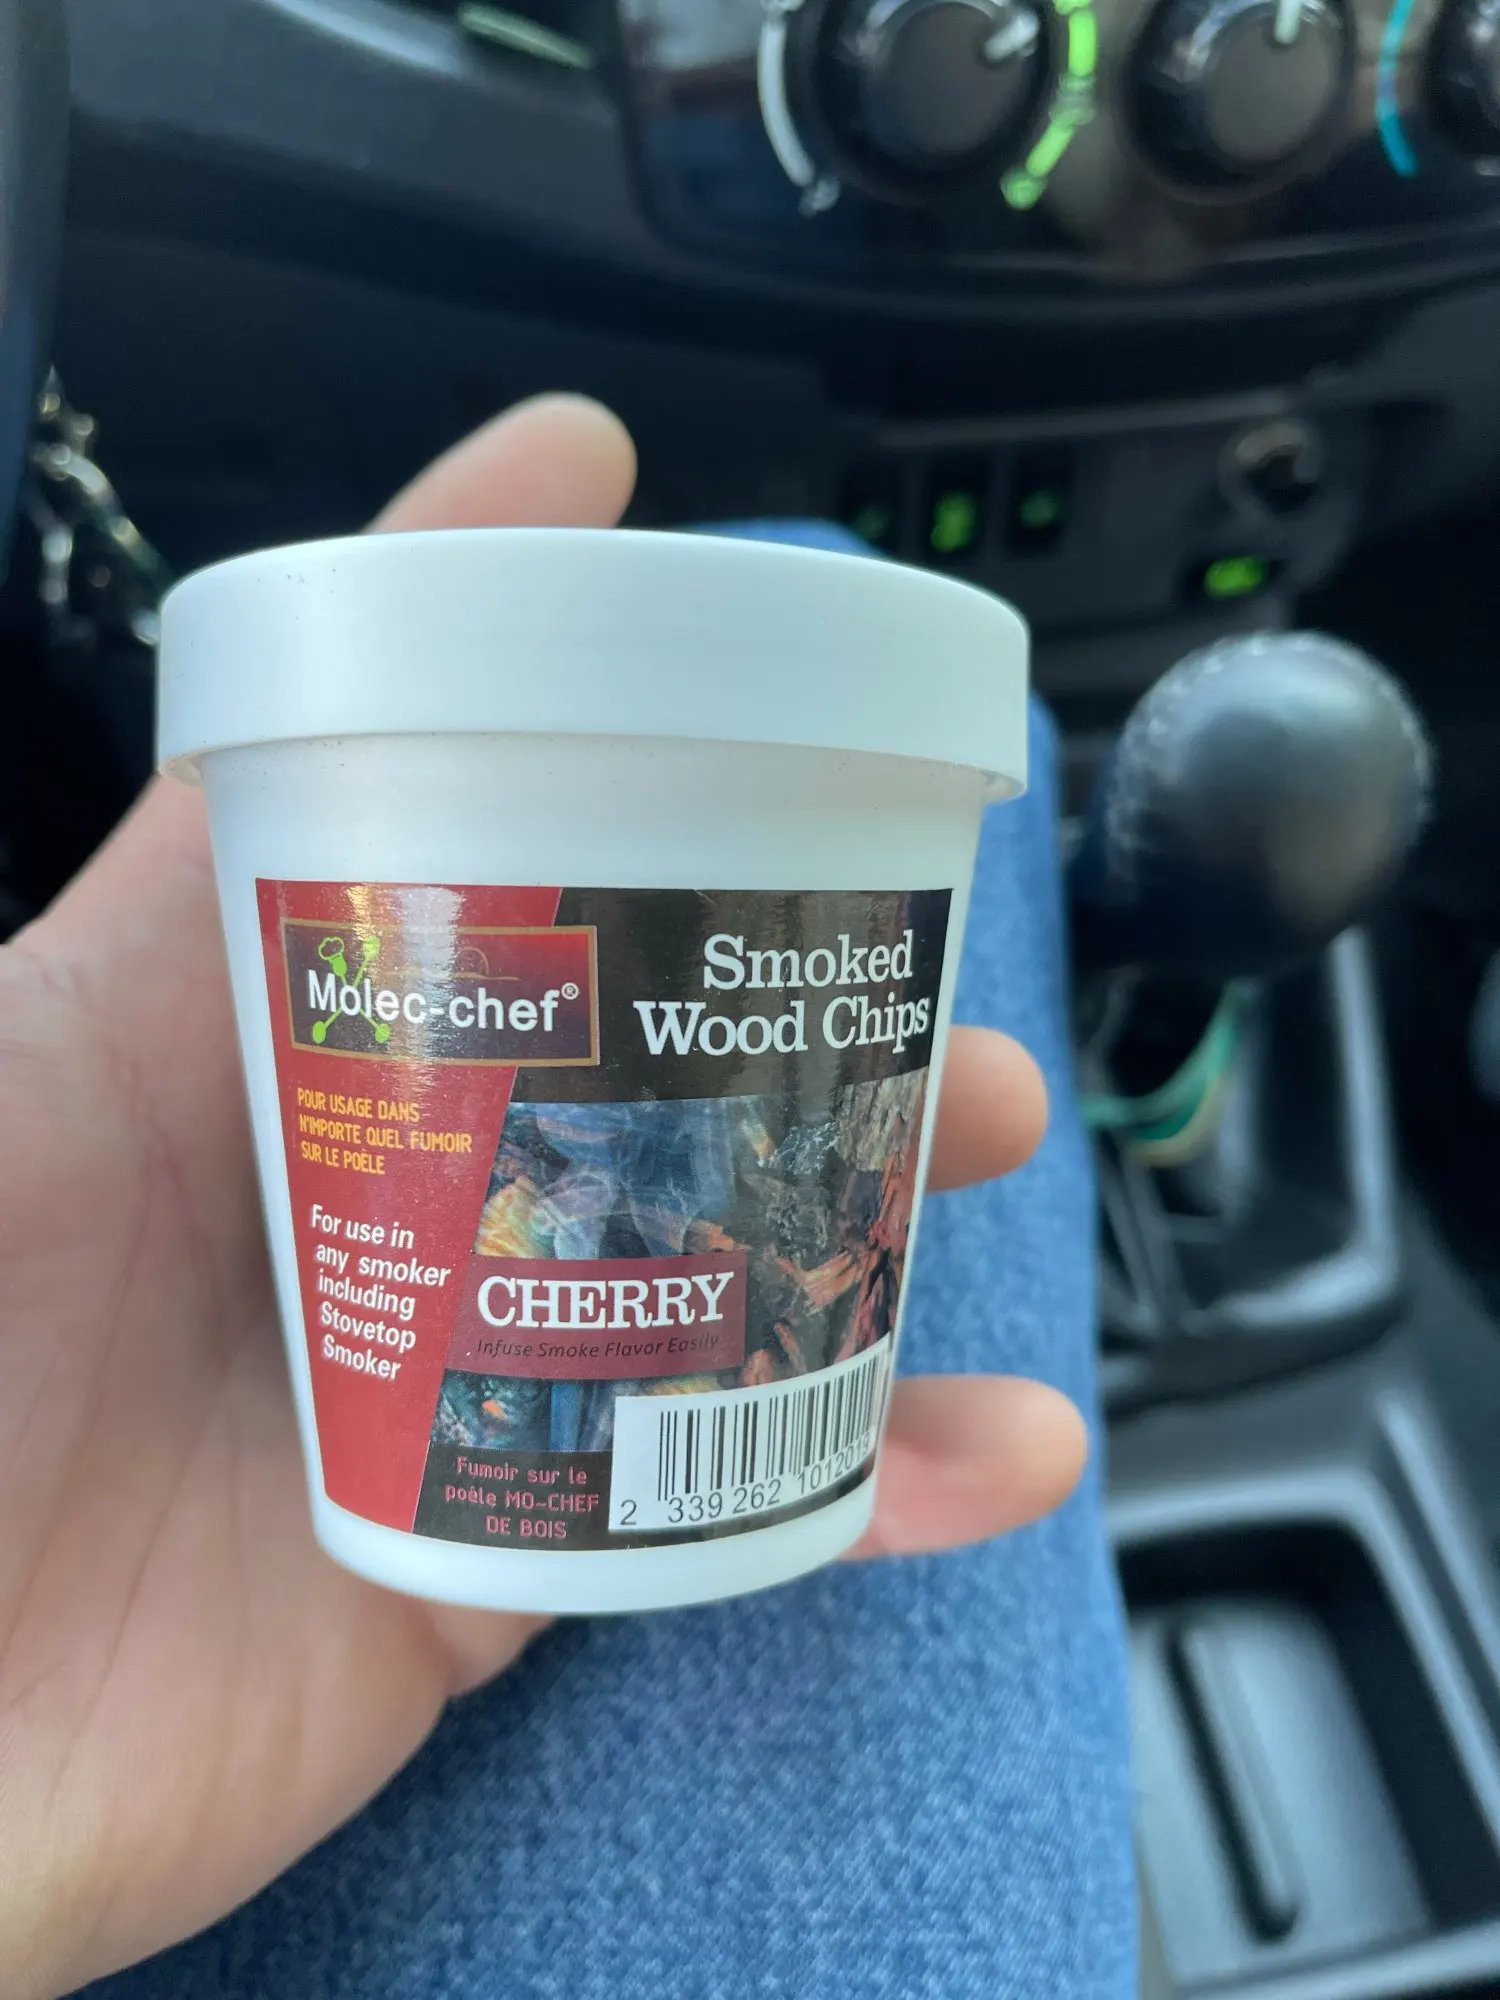 Molec-chef®
Smoked
Wood Chips
POUR USAGE DANS
N'IMPORTE QUEL FUMOIR
SUR LE POÊLE
For use in
any smoker
including
Stovetop
Smoker
CHERRY
Infuse Smoke Flavor Easily
Fumoir sur le
poêle MO-CHEF
DE BOIS
2 339262